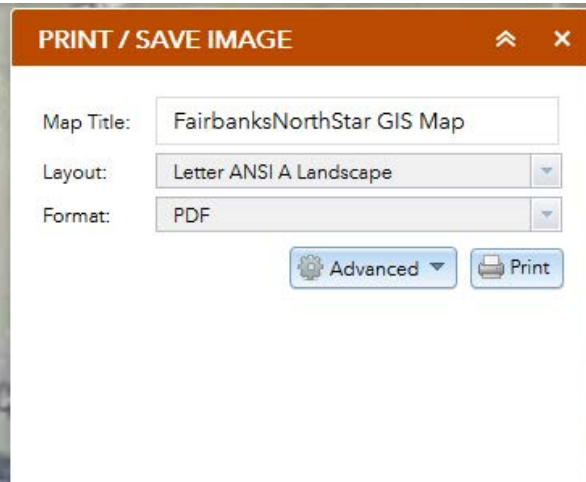 PRINT / SAVE IMAGE
Map Title: FairbanksNorthStar GIS Map
Layout: Letter ANSI A Landscape
Format: PDF
Advanced Print